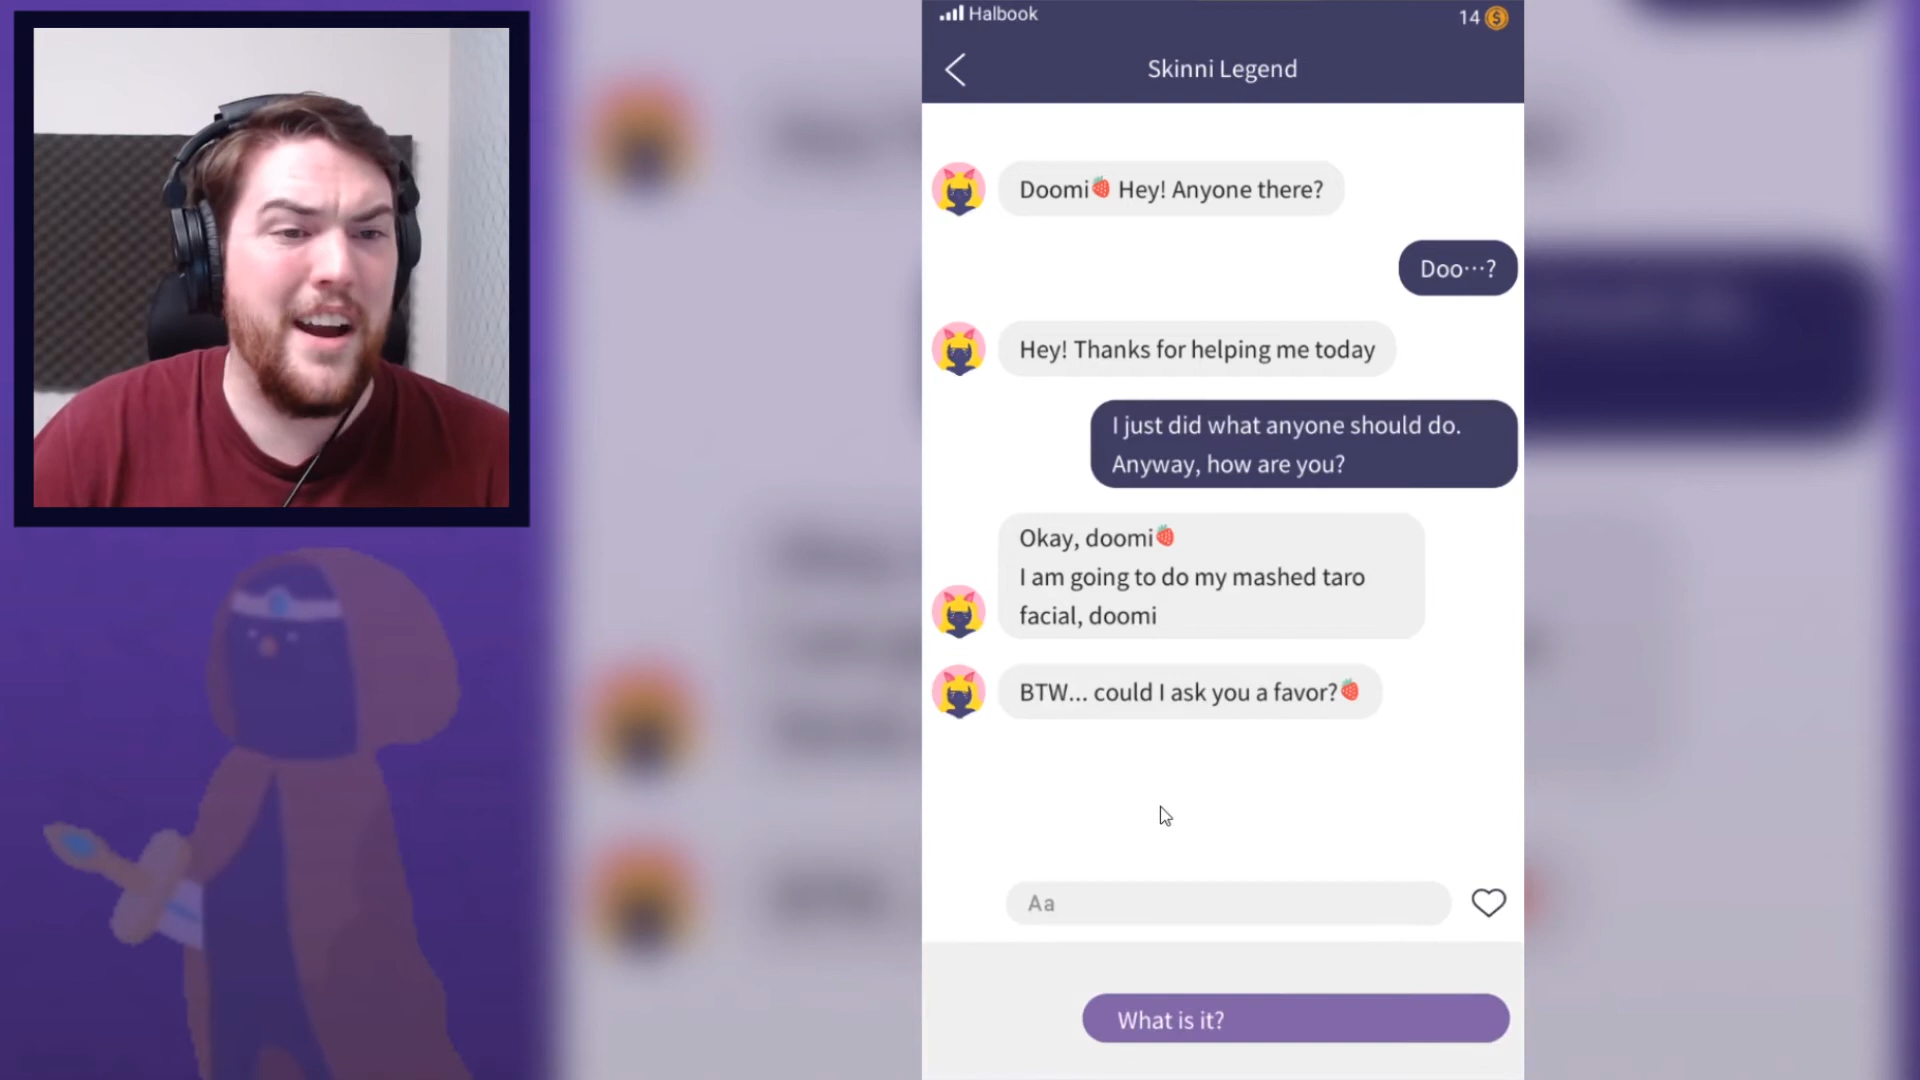 Halbook
14
Skinni Legend
Doomi🍓 Hey! Anyone there?
Doo···?
Hey! Thanks for helping me today
I just did what anyone should do.
Anyway, how are you?
Okay, doomi🍓
I am going to do my mashed taro
facial, doomi
BTW... could I ask you a favor?🍓
Aa
What is it?